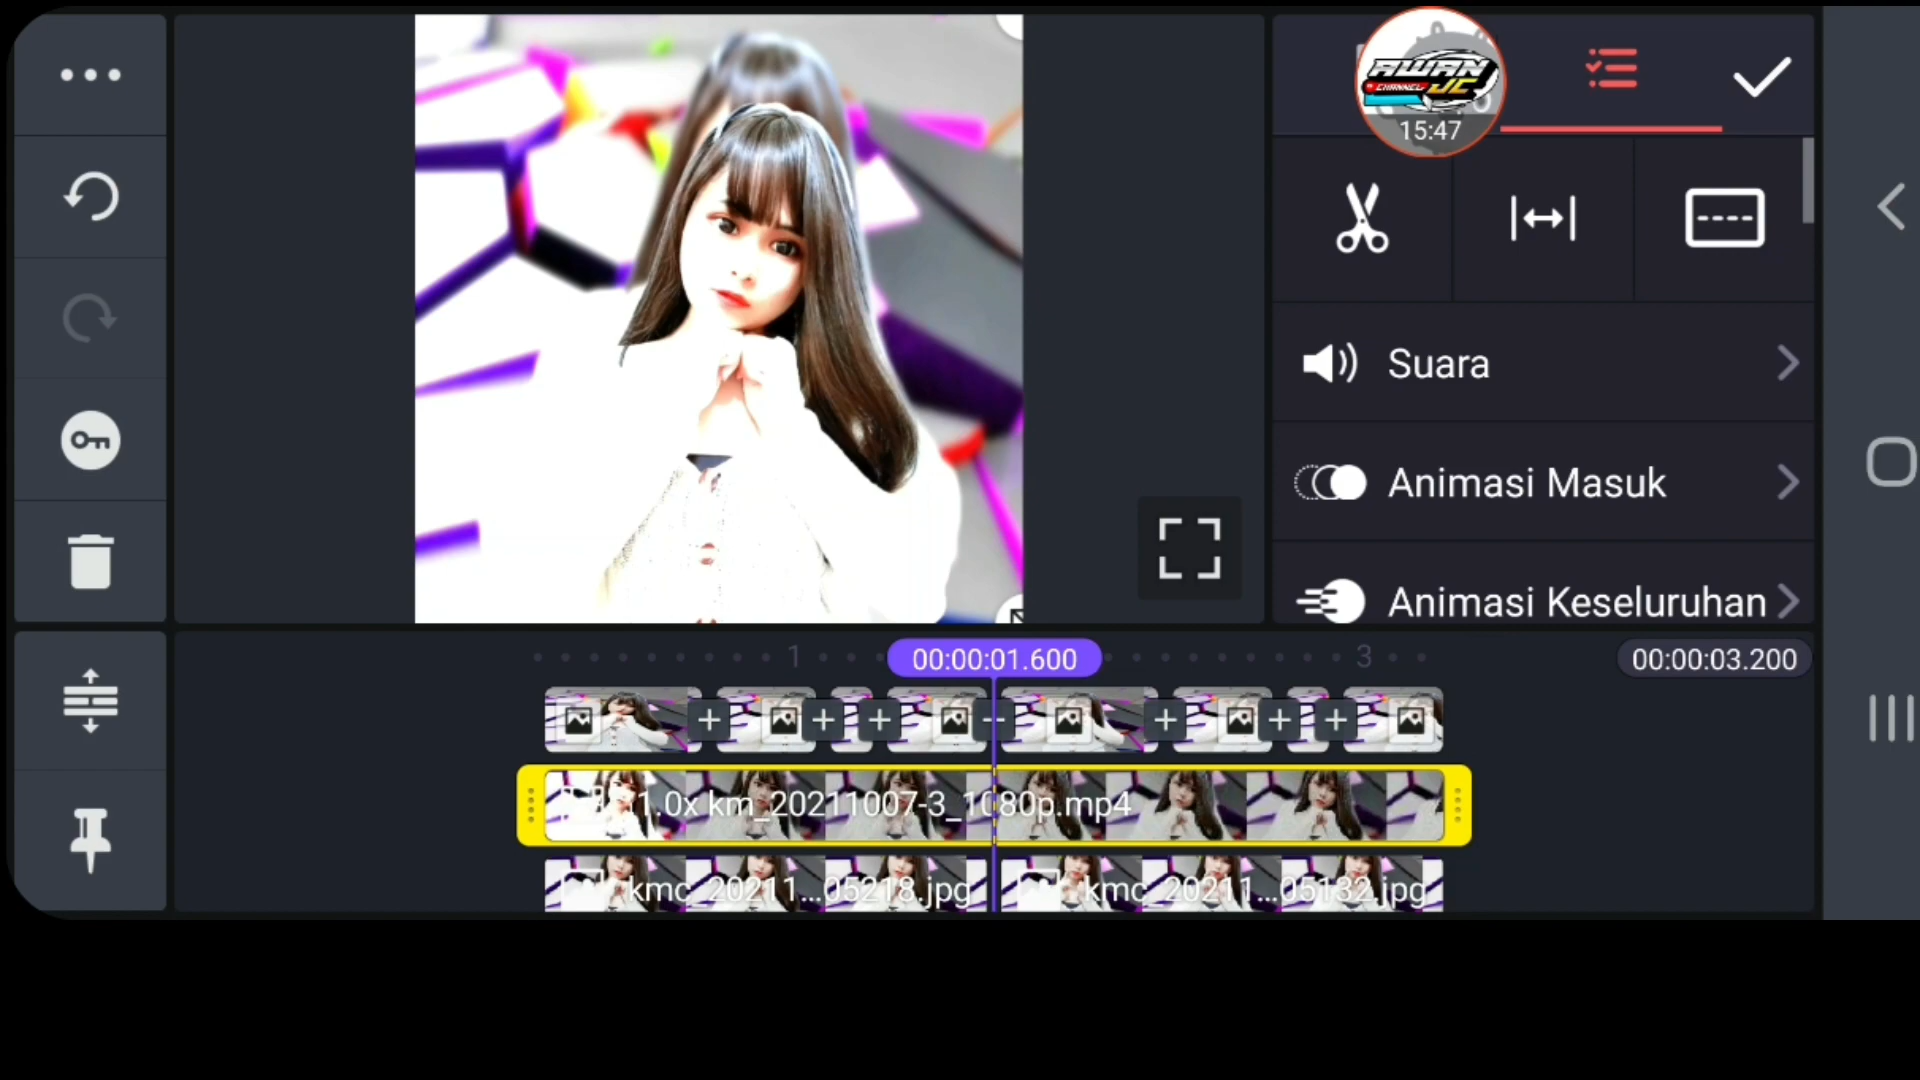 AWAN
CHANNEL JC
15:47
Suara
Animasi Masuk
Animasi Keseluruhan
1
00:00:01.600
3
00:00:03.200
1.0x km_20211007-3_1080p.mp4
kmc_20211...05218.jpg
kmc_20211...05132.jpg